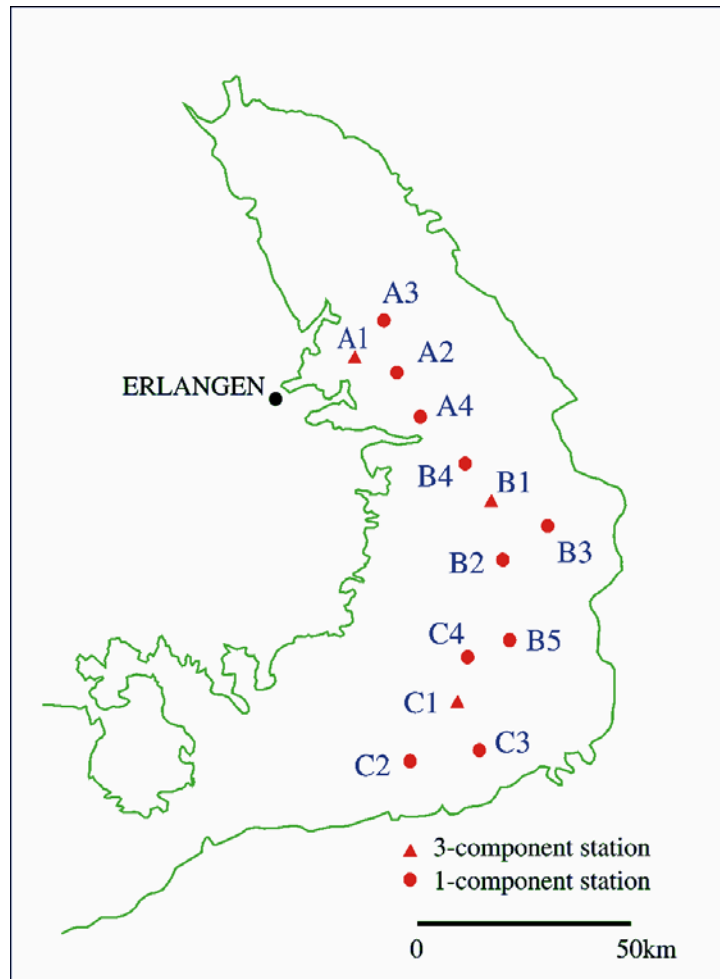 A3
A1
A2
ERLANGEN
A4
B4
B1
B2
B3
C4
B5
C1
C3
C2
3-component station
1-component station
0 50km